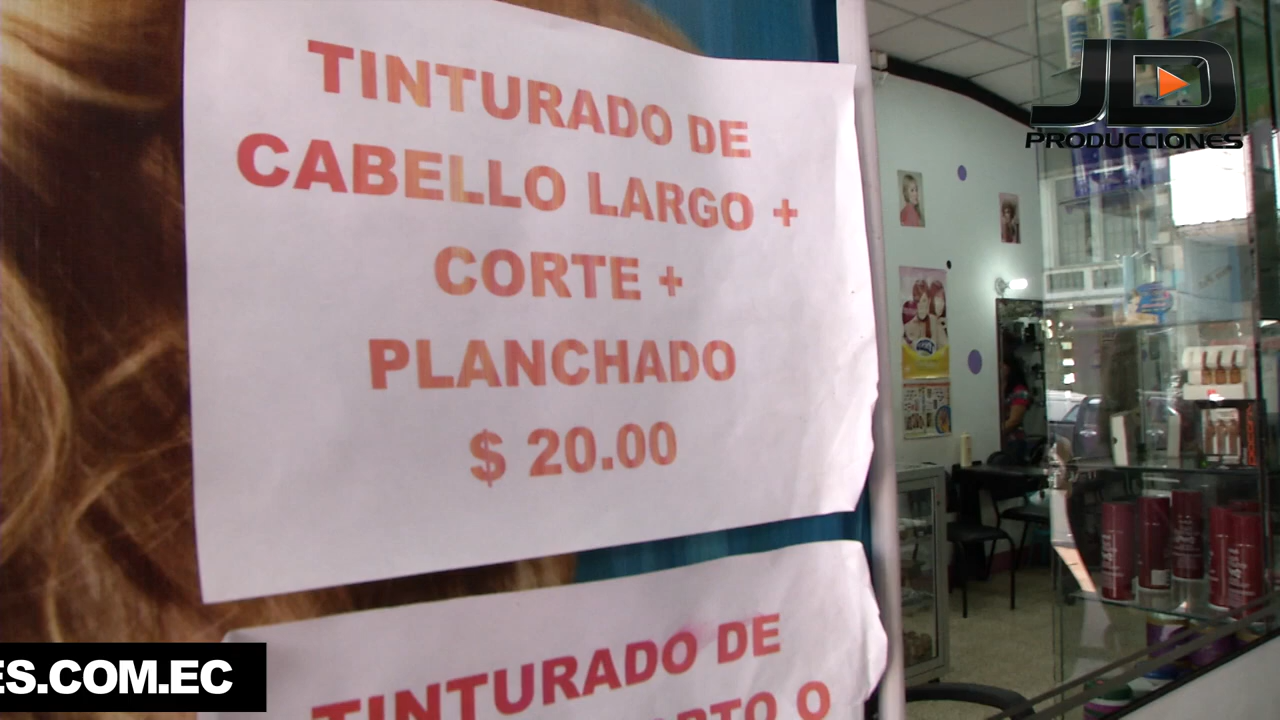 TINTURADO DE
CABELLO LARGO +
CORTE +
PLANCHADO
$ 20.00
TINTURADO DE
O
JD
PRODUCCIONES
ES.COM.EC